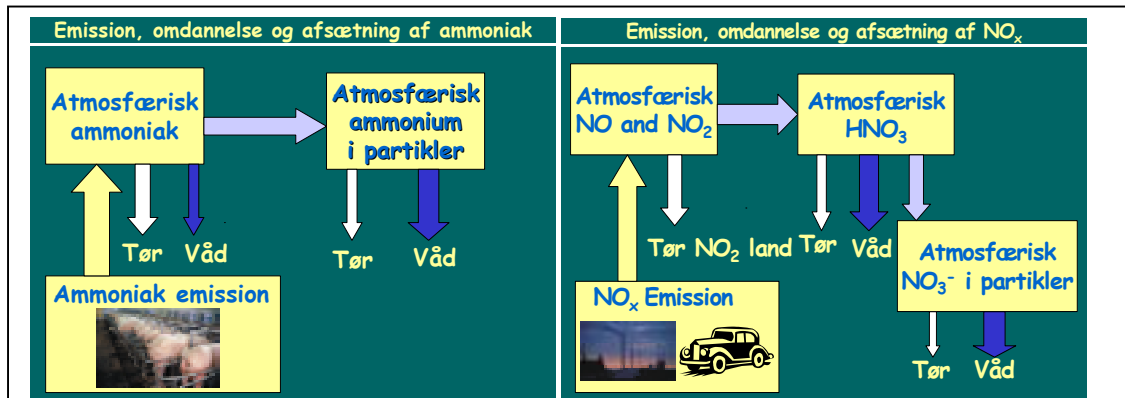 Emission, omdannelse og afsætning af ammoniak
Atmosfærisk
ammoniak
Atmosfærisk
ammonium
i partikler
Tør
Våd
Tør
Våd
Ammoniak emission
Emission, omdannelse og afsætning af NOₓ
Atmosfærisk
NO and NO₂
Atmosfærisk
HNO₃
Tør NO₂ land
Tør
Våd
Atmosfærisk
NO₃⁻ i partikler
NOₓ Emission
Tør
Våd